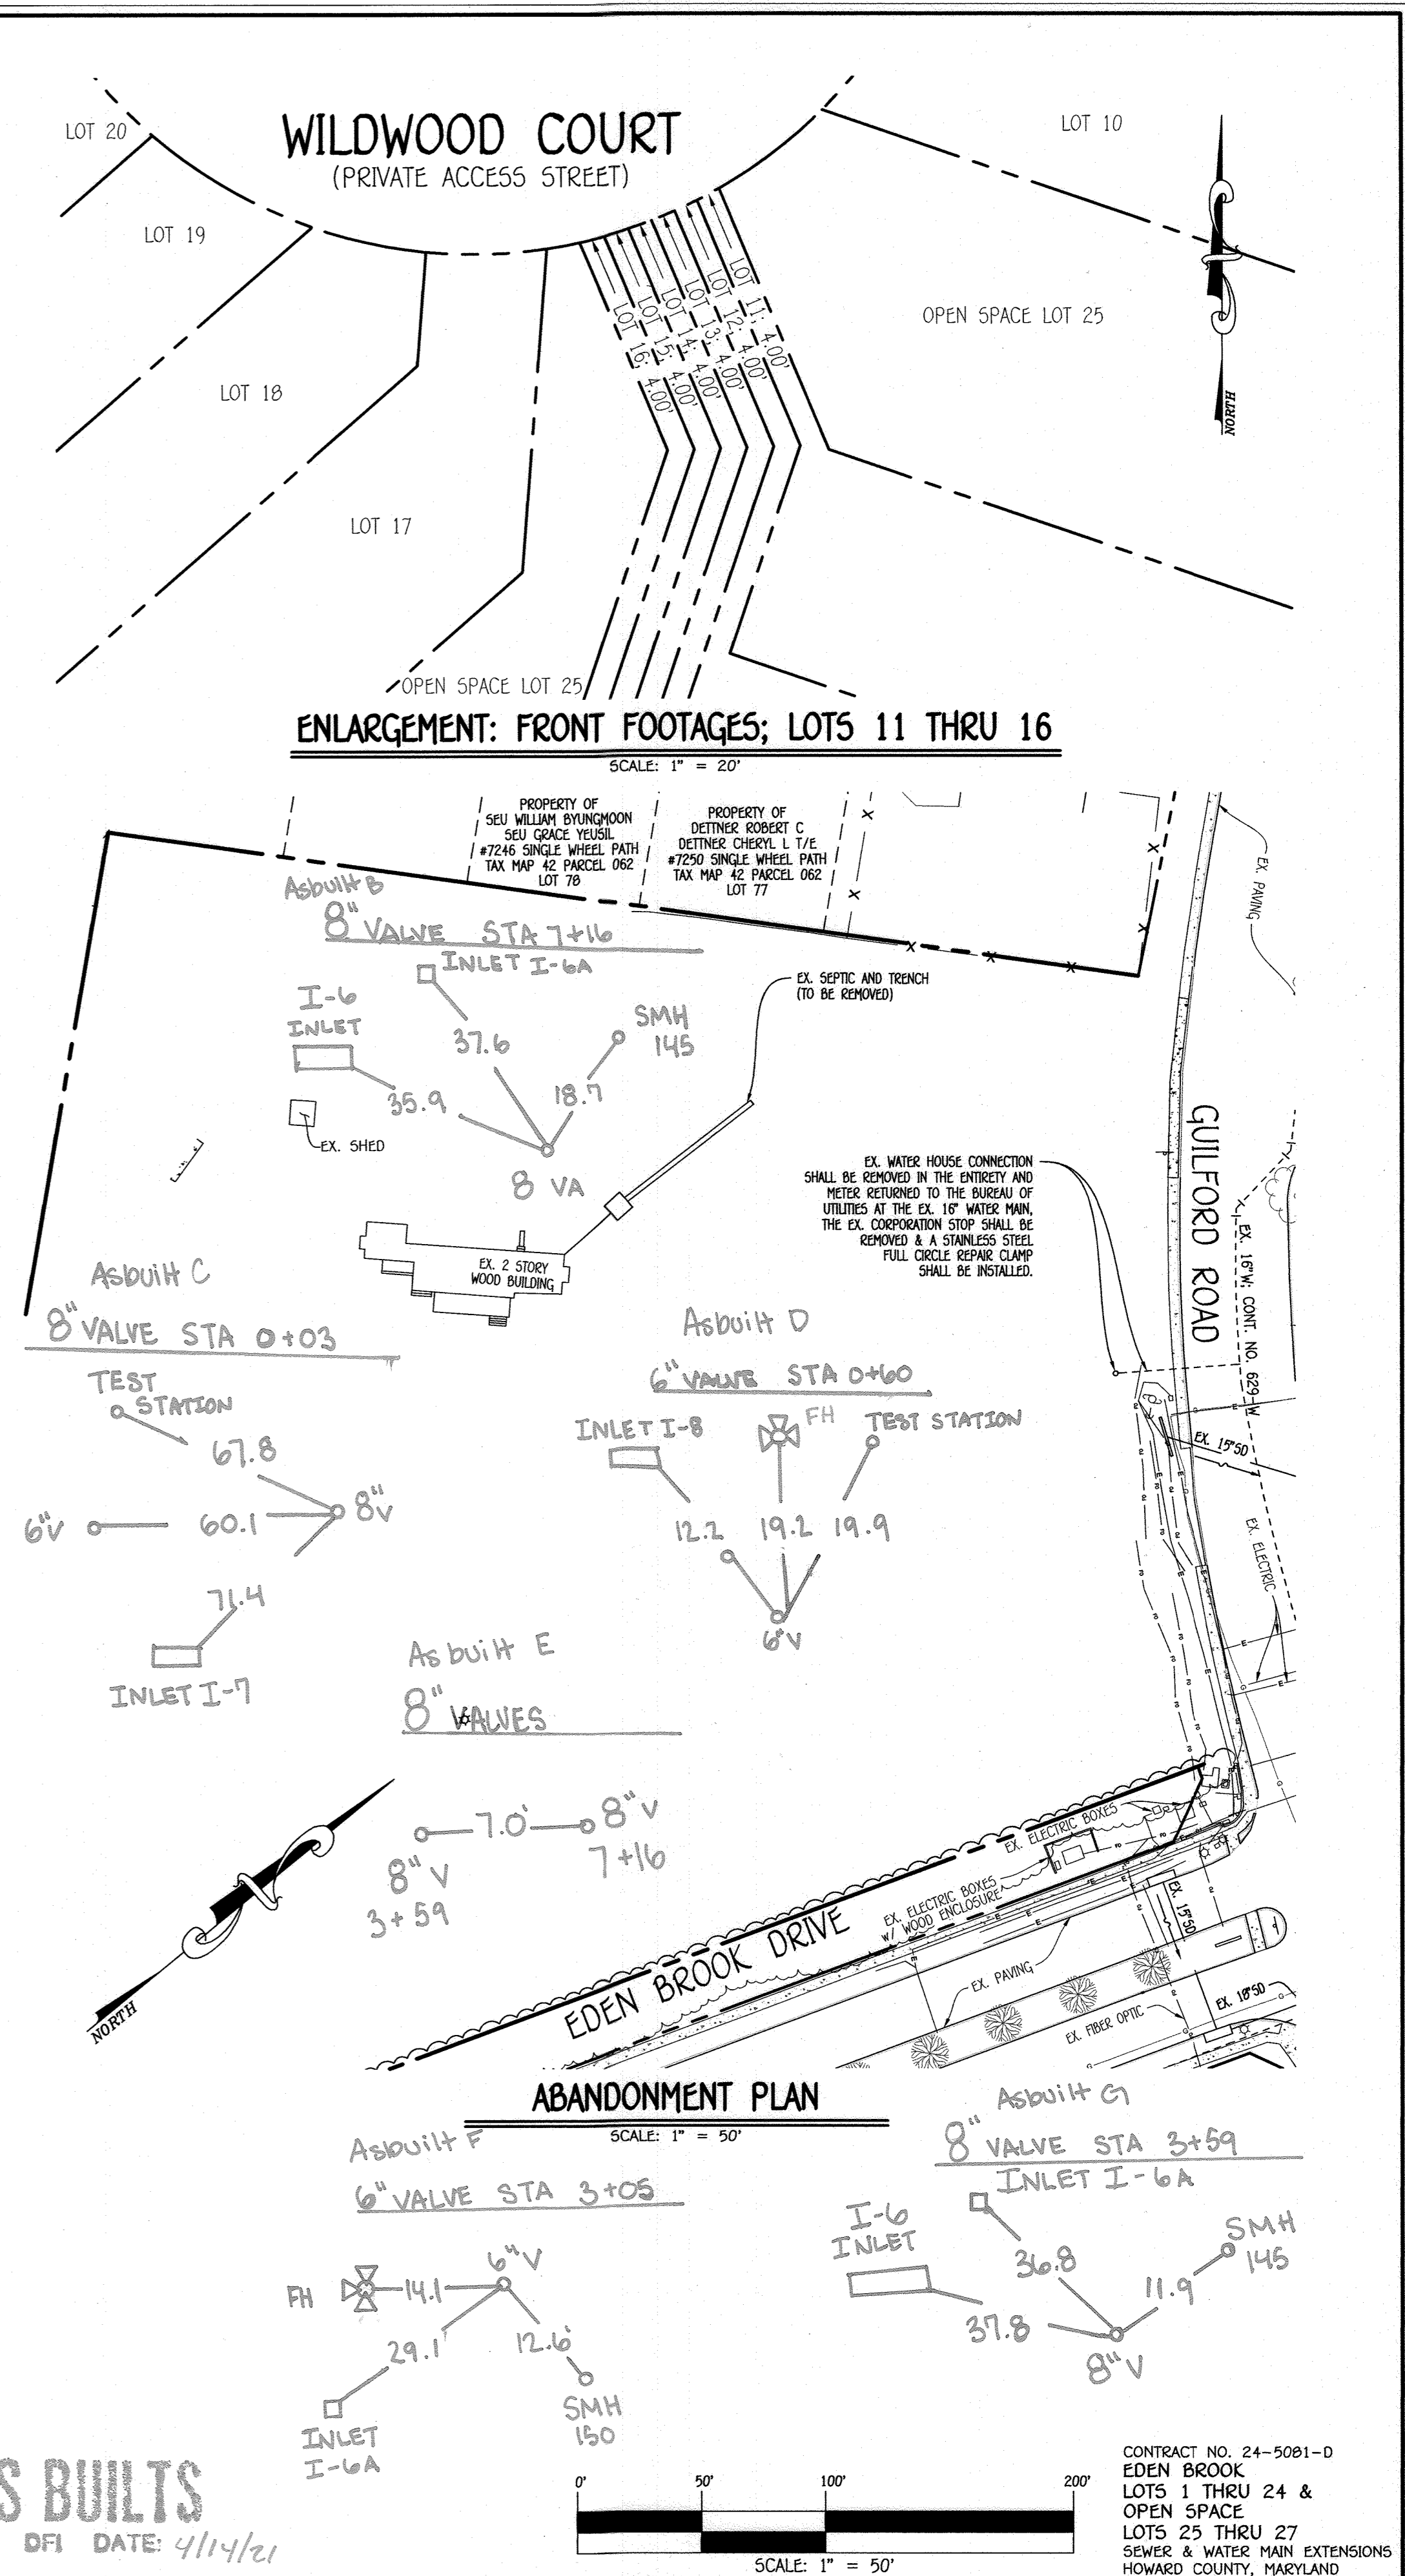 WILDWOOD COURT
(PRIVATE ACCESS STREET)
LOT 20
LOT 10
LOT 19
OPEN SPACE LOT 25
LOT 18
LOT 17
LOT 11; 4.00'
LOT 12; 4.00'
LOT 13; 4.00'
LOT 14; 4.00'
LOT 15; 4.00'
LOT 16; 4.00'
NORTH
OPEN SPACE LOT 25
ENLARGEMENT: FRONT FOOTAGES; LOTS 11 THRU 16
SCALE: 1" = 20'
PROPERTY OF
SEU WILLIAM BYUNGMOON
SEU GRACE YEUSIL
#7246 SINGLE WHEEL PATH
TAX MAP 42 PARCEL 062
LOT 78
PROPERTY OF
DETTNER ROBERT C
DETTNER CHERYL L T/E
#7250 SINGLE WHEEL PATH
TAX MAP 42 PARCEL 062
LOT 77
EX. PAVING
Asbuilt B
8" VALVE STA 7+16
INLET I-6A
I-6
INLET
37.6
SMH
145
35.9
18.7
8 VA
EX. SEPTIC AND TRENCH
(TO BE REMOVED)
EX. SHED
EX. 2 STORY
WOOD BUILDING
EX. WATER HOUSE CONNECTION
SHALL BE REMOVED IN THE ENTIRETY AND
METER RETURNED TO THE BUREAU OF
UTILITIES AT THE EX. 16" WATER MAIN,
THE EX. CORPORATION STOP SHALL BE
REMOVED & A STAINLESS STEEL
FULL CIRCLE REPAIR CLAMP
SHALL BE INSTALLED.
GUILFORD ROAD
EX. 16"W; CONT. NO. 629-W
EX. 15"SD
EX. ELECTRIC
Asbuilt C
8" VALVE STA 0+03
TEST
STATION
67.8
6"V
60.1
8"V
71.4
INLET I-7
Asbuilt D
6" VALVE STA 0+60
INLET I-8
FH
TEST STATION
12.2
19.2
19.9
6"V
Asbuilt E
8" VALVES
7.0'
8" V
7+16
8" V
3+59
NORTH
EX. ELECTRIC BOXES
EX. ELECTRIC BOXES
W/ WOOD ENCLOSURE
EDEN BROOK DRIVE
EX. PAVING
EX. 15"SD
EX. FIBER OPTIC
EX. 18"SD
ABANDONMENT PLAN
SCALE: 1" = 50'
Asbuilt F
6" VALVE STA 3+05
6" V
FH
14.1
29.1
12.6'
SMH
150
INLET
I-6A
Asbuilt G
8" VALVE STA 3+59
INLET I-6A
I-6
INLET
36.8
SMH
145
11.9
37.8
8" V
S BUILTS
DFI DATE: 4/14/21
0' 50' 100' 200'
SCALE: 1" = 50'
CONTRACT NO. 24-5081-D
EDEN BROOK
LOTS 1 THRU 24 &
OPEN SPACE
LOTS 25 THRU 27
SEWER & WATER MAIN EXTENSIONS
HOWARD COUNTY, MARYLAND